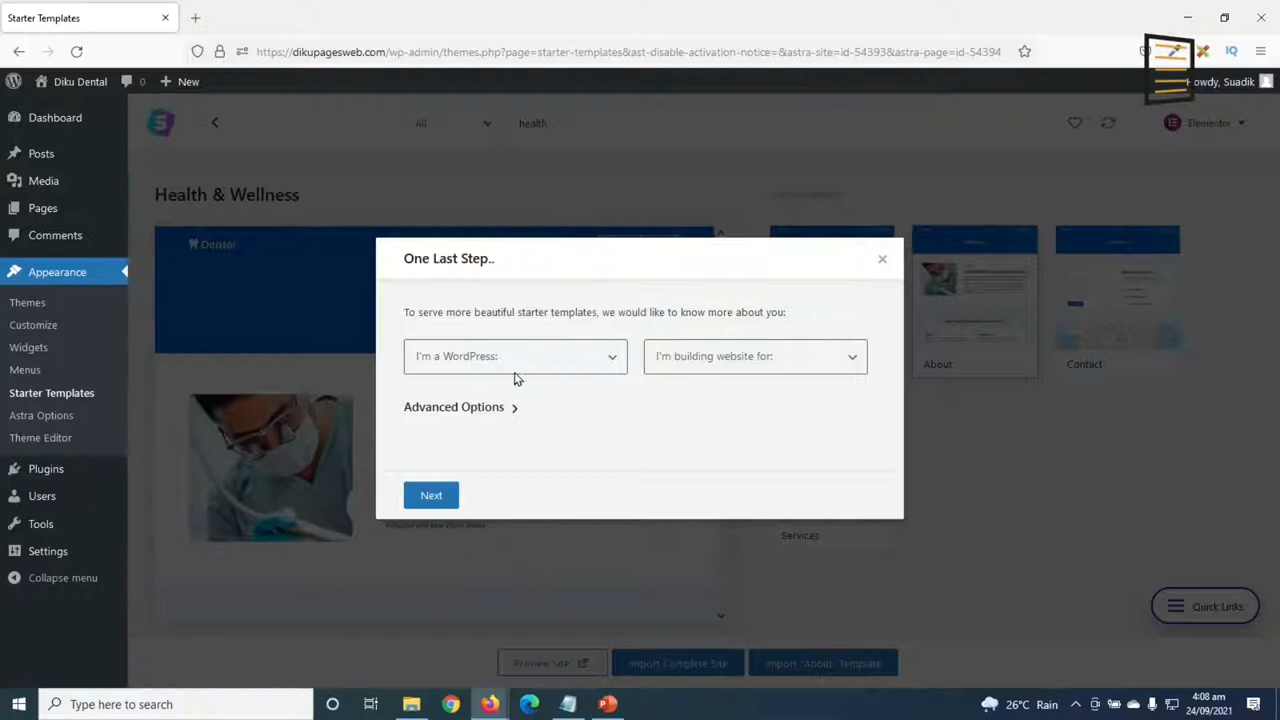 Starter Templates
https://dikupagesweb.com/wp-admin/themes.php?page=starter-templates&ast-disable-activation-notice=&astra-site=id-54393&astra-page=id-54394
IQ
Diku Dental
0
New
owdy, Suadik
Dashboard
Posts
Media
Pages
Comments
Appearance
Themes
Customize
Widgets
Menus
Starter Templates
Astra Options
Theme Editor
Plugins
Users
Tools
Settings
Collapse menu
All
health
Elementor
Health & Wellness
Dental
One Last Step..
To serve more beautiful starter templates, we would like to know more about you:
I'm a WordPress:
I'm building website for:
Advanced Options
Next
About
Contact
Services
Quick Links
Preview Site
Import Complete Site
Import "About" Template
Type here to search
26°C Rain
4:08 am
24/09/2021